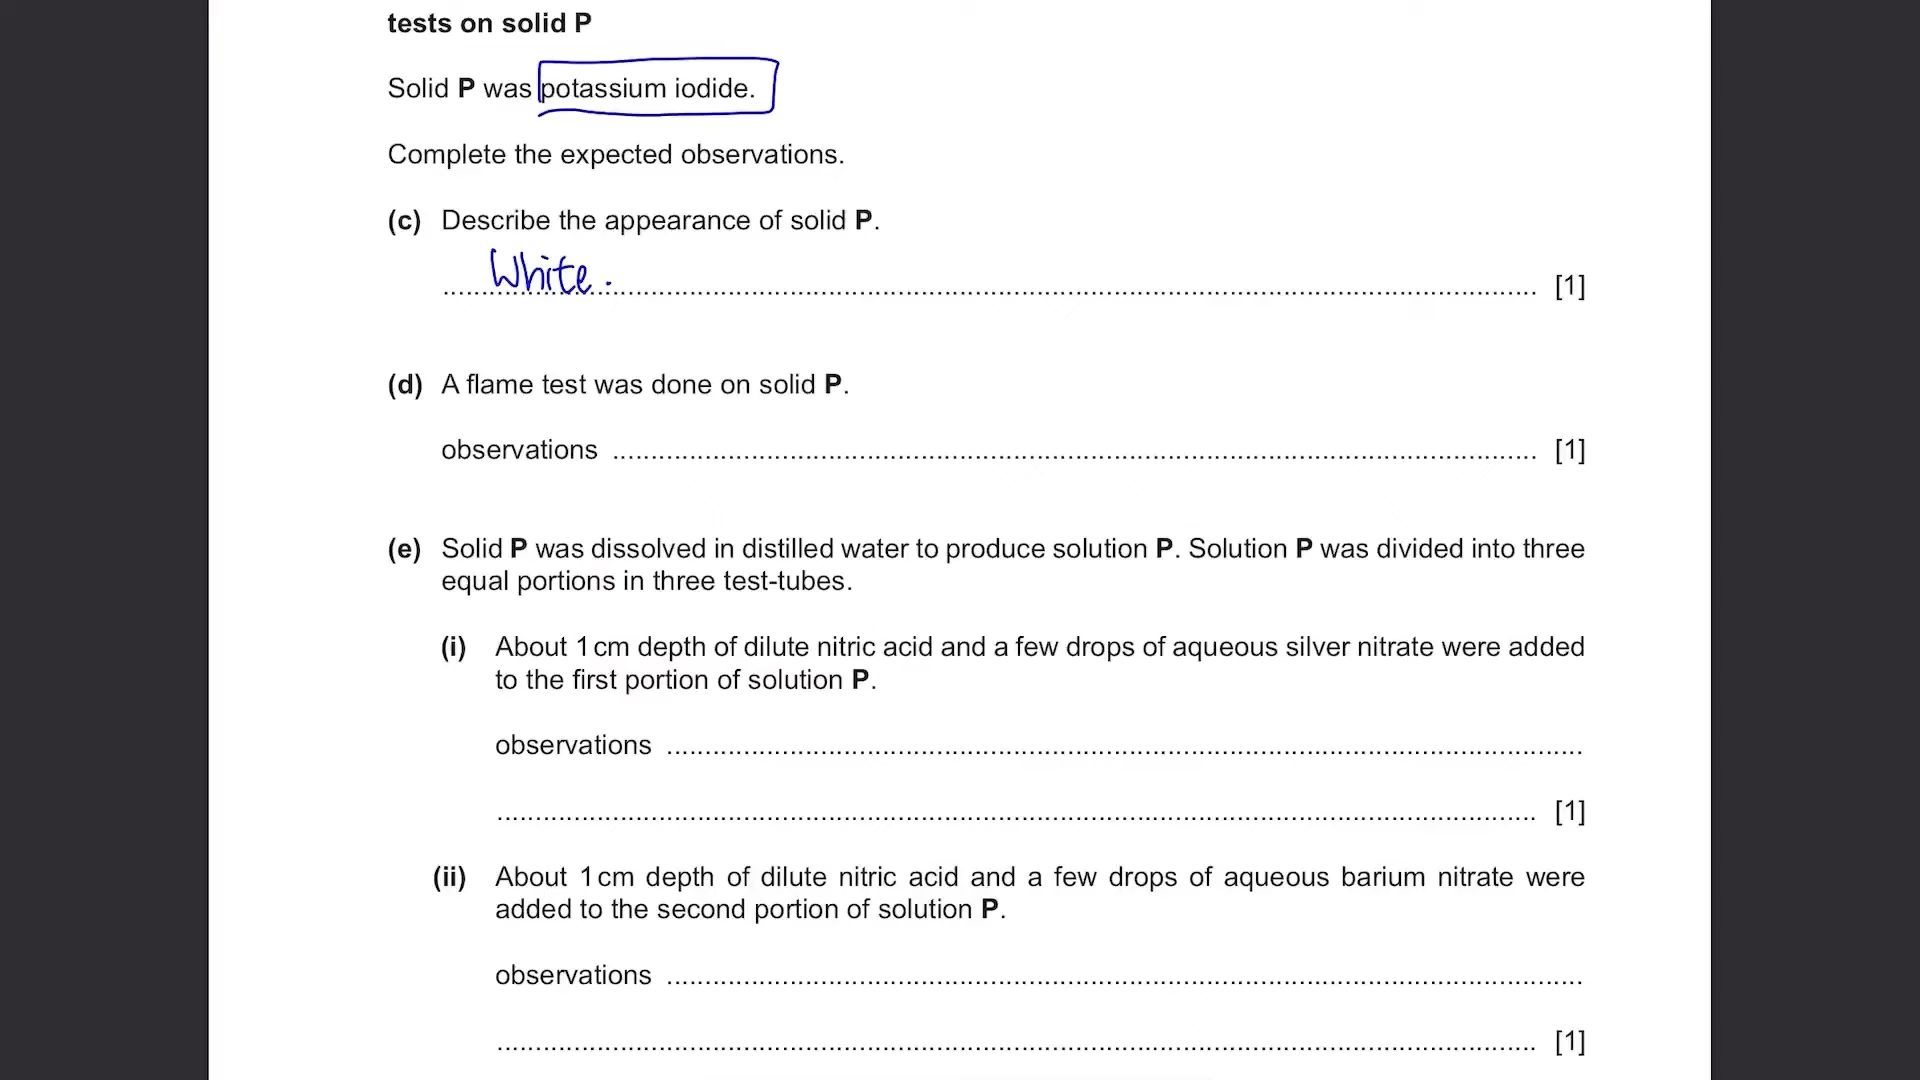 tests on solid P
Solid P was potassium iodide.
Complete the expected observations.
(c) Describe the appearance of solid P.
White.
[1]
(d) A flame test was done on solid P.
observations [1]
(e) Solid P was dissolved in distilled water to produce solution P. Solution P was divided into three
equal portions in three test-tubes.
(i) About 1 cm depth of dilute nitric acid and a few drops of aqueous silver nitrate were added
to the first portion of solution P.
observations
[1]
(ii) About 1 cm depth of dilute nitric acid and a few drops of aqueous barium nitrate were
added to the second portion of solution P.
observations
[1]